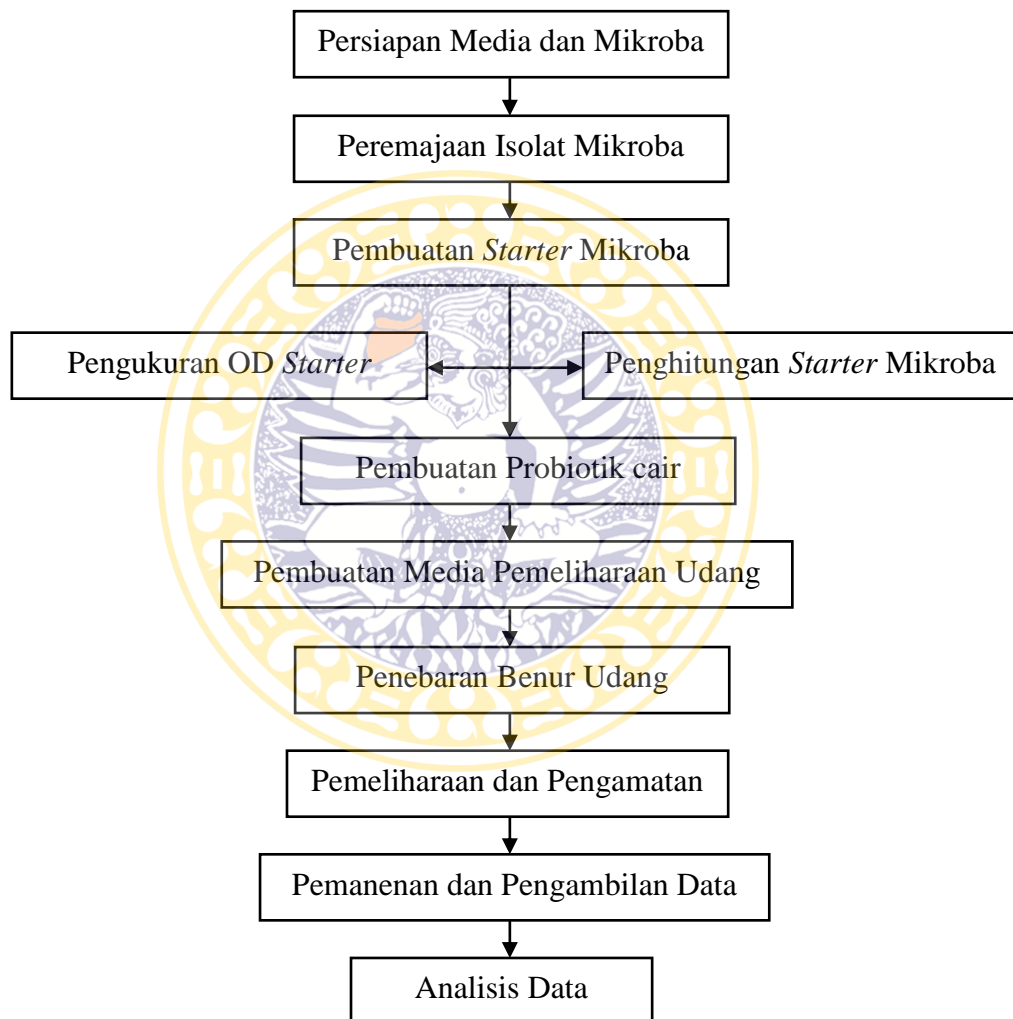 Persiapan Media dan Mikroba
Peremajaan Isolat Mikroba
Pembuatan Starter Mikroba
Pengukuran OD Starter
Penghitungan Starter Mikroba
Pembuatan Probiotik cair
Pembuatan Media Pemeliharaan Udang
Penebaran Benur Udang
Pemeliharaan dan Pengamatan
Pemanenan dan Pengambilan Data
Analisis Data